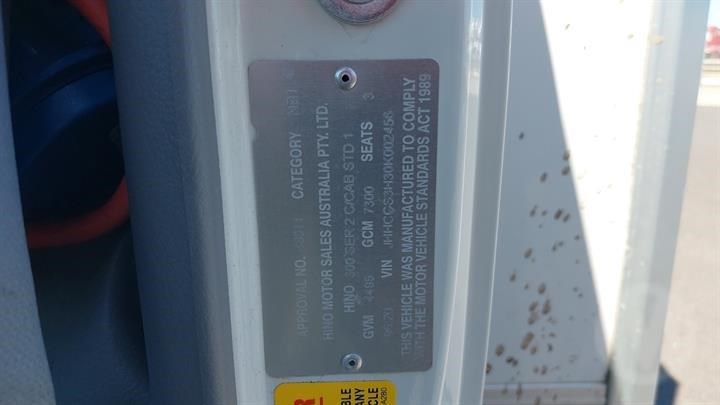 APPROVAL NO. CATEGORY
HINO MOTOR SALES AUSTRALIA PTY. LTD.
HINO 300 SER 2 C/CAB STD 1
GVM 4495 GCM 7300 SEATS 3
VIN
THIS VEHICLE WAS MANUFACTURED TO COMPLY
WITH THE MOTOR VEHICLE STANDARDS ACT 1989